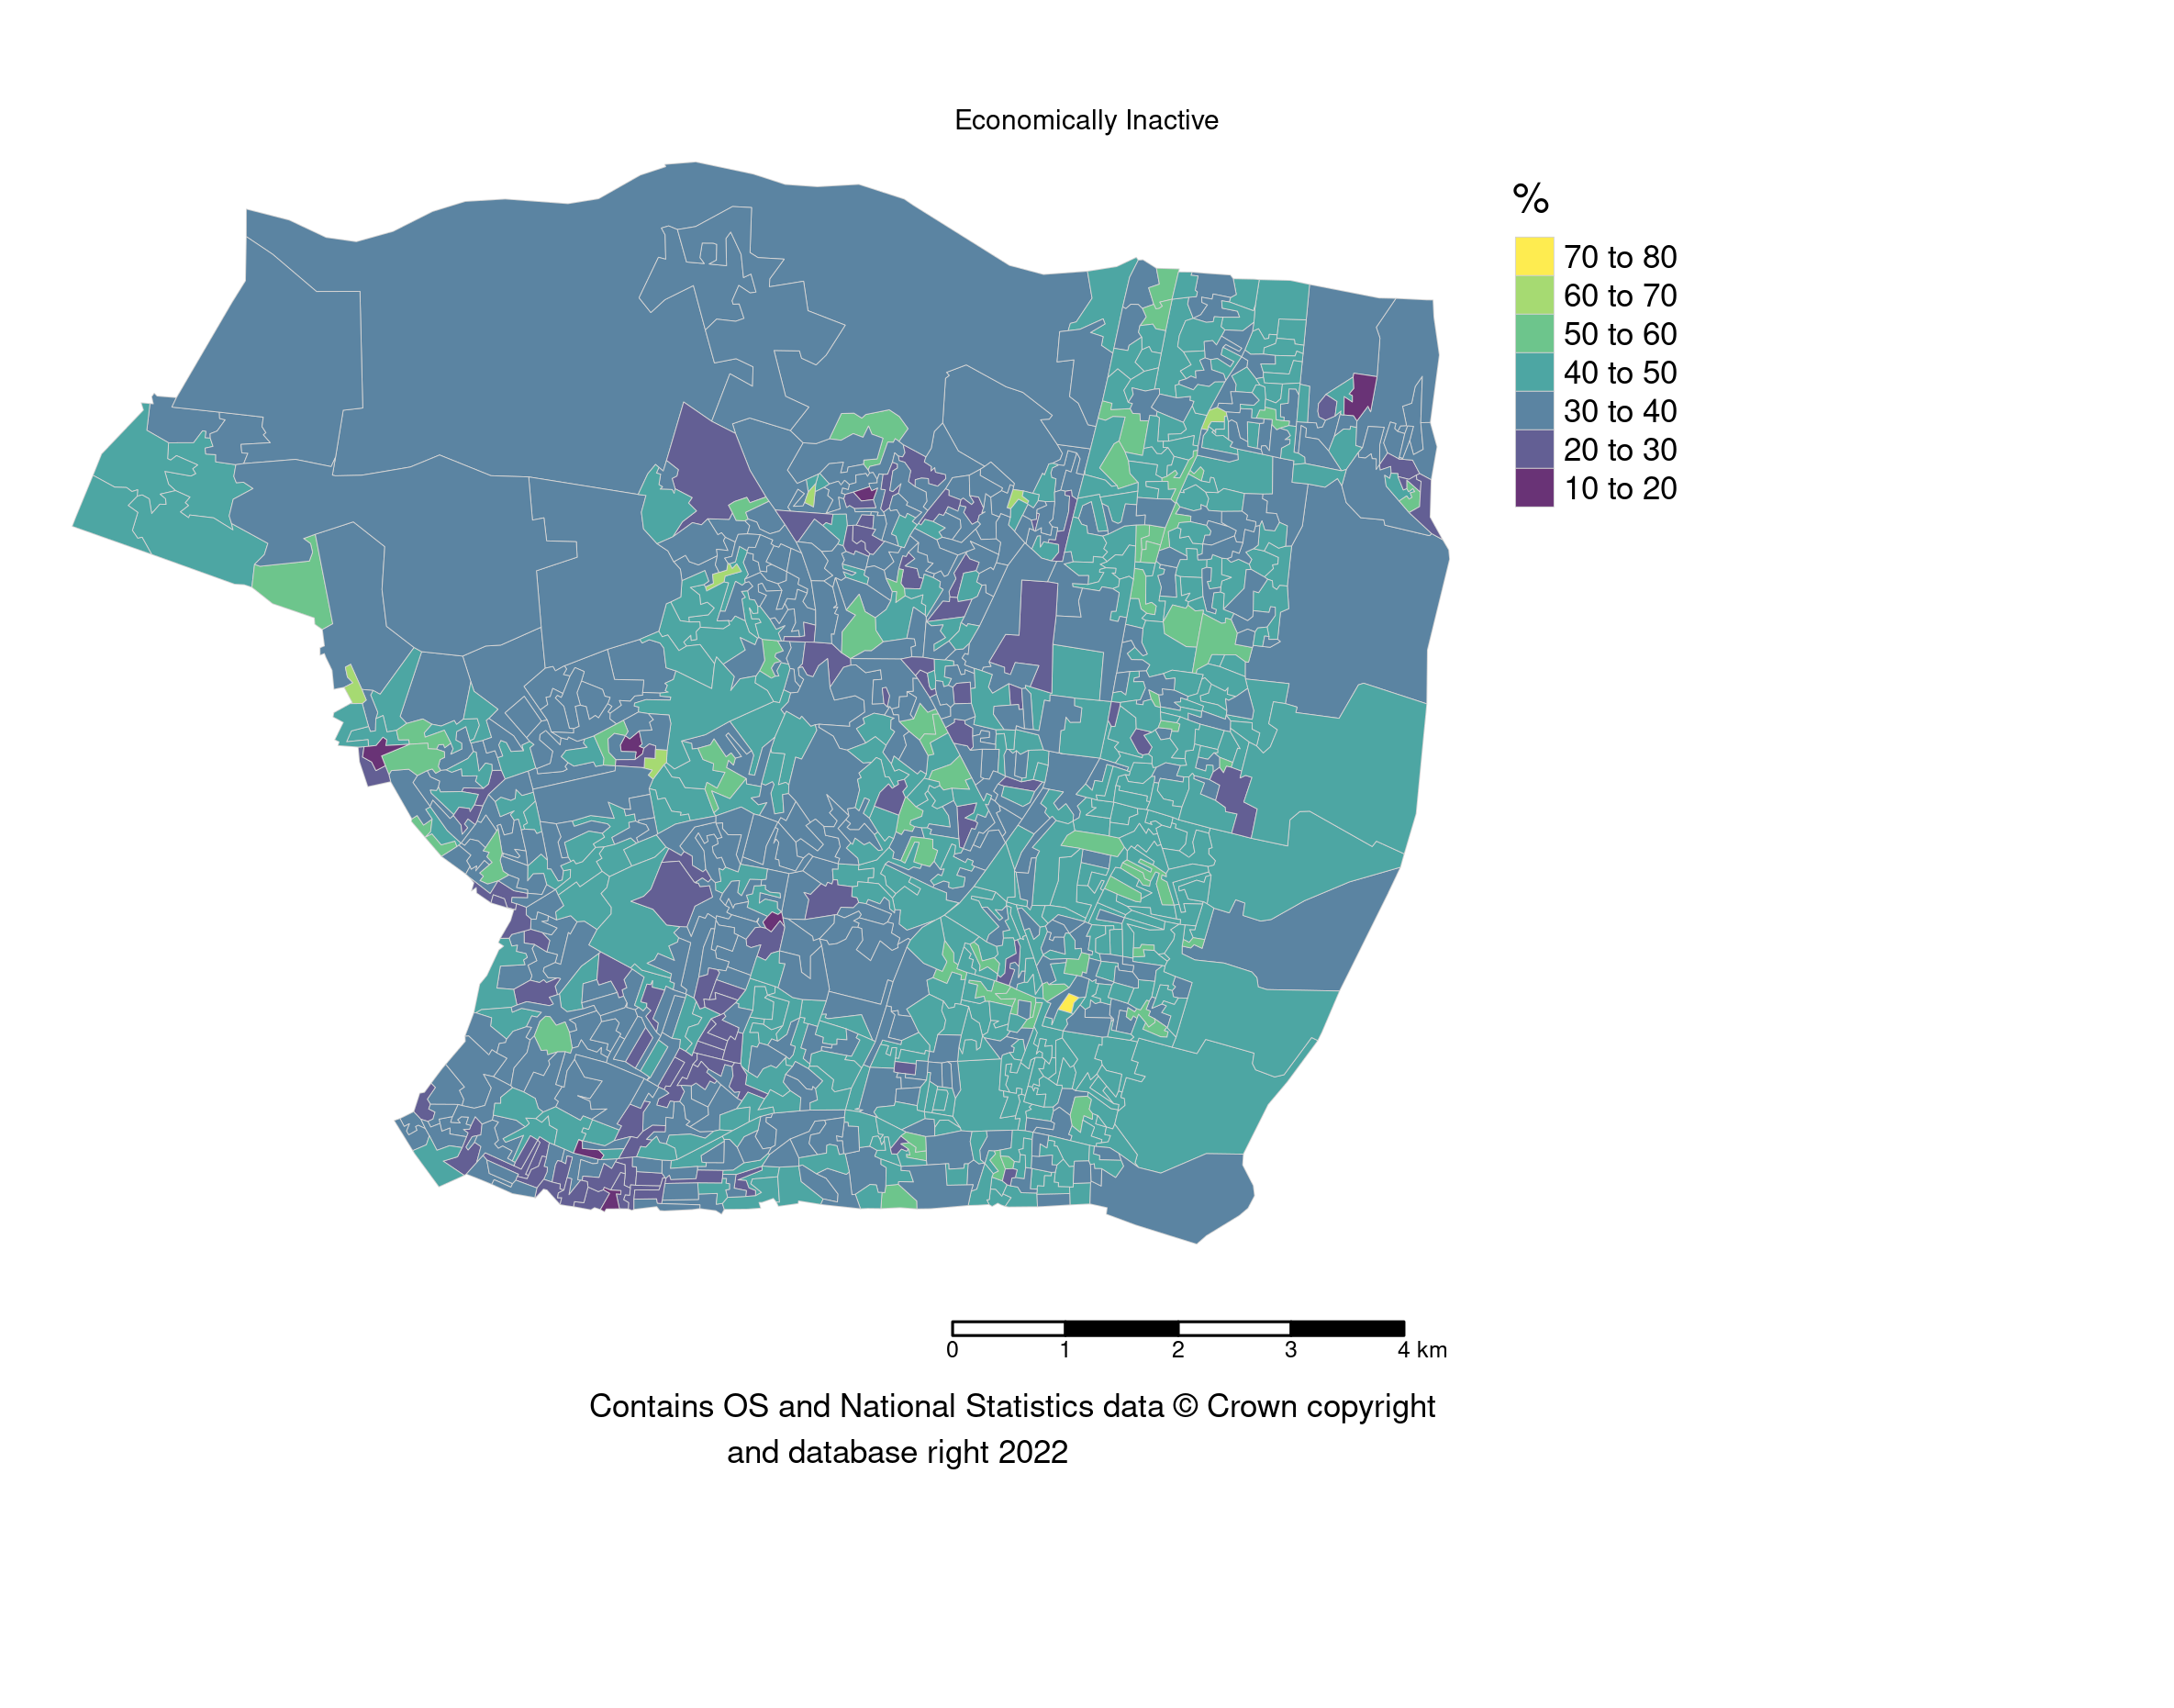 Economically Inactive
%
70 to 80
60 to 70
50 to 60
40 to 50
30 to 40
20 to 30
10 to 20
0 1 2 3 4 km
Contains OS and National Statistics data © Crown copyright
and database right 2022